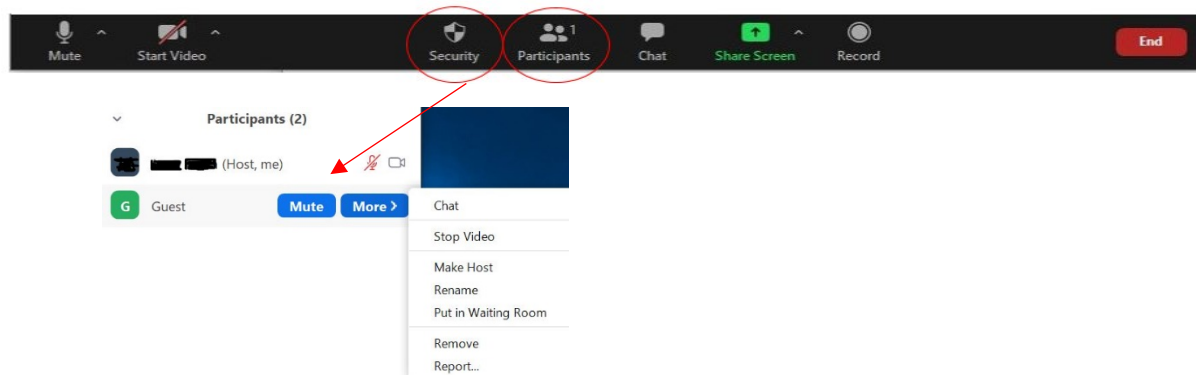 1
Mute Start Video Security Participants Chat Share Screen Record End
Participants (2)
(Host, me)
G Guest Mute More >
Chat
Stop Video
Make Host
Rename
Put in Waiting Room
Remove
Report...